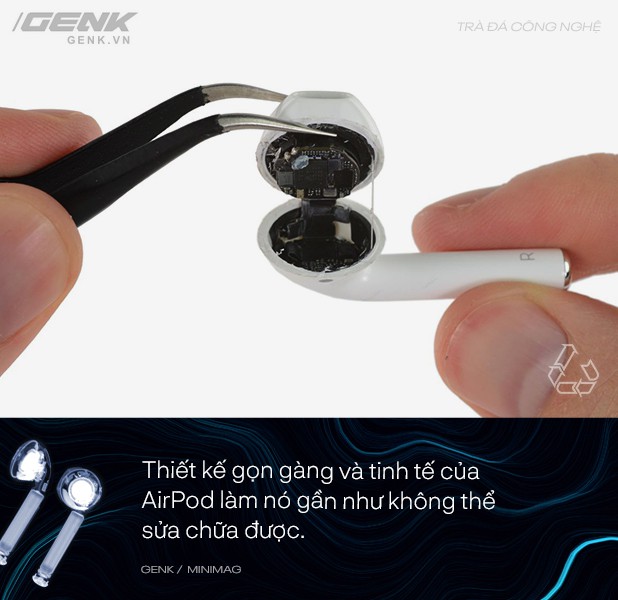 GENK
GENK.VN
TRÀ ĐÁ CÔNG NGHỆ
R
Thiết kế gọn gàng và tinh tế của
AirPod làm nó gần như không thể
sửa chữa được.
GENK / MINIMAG